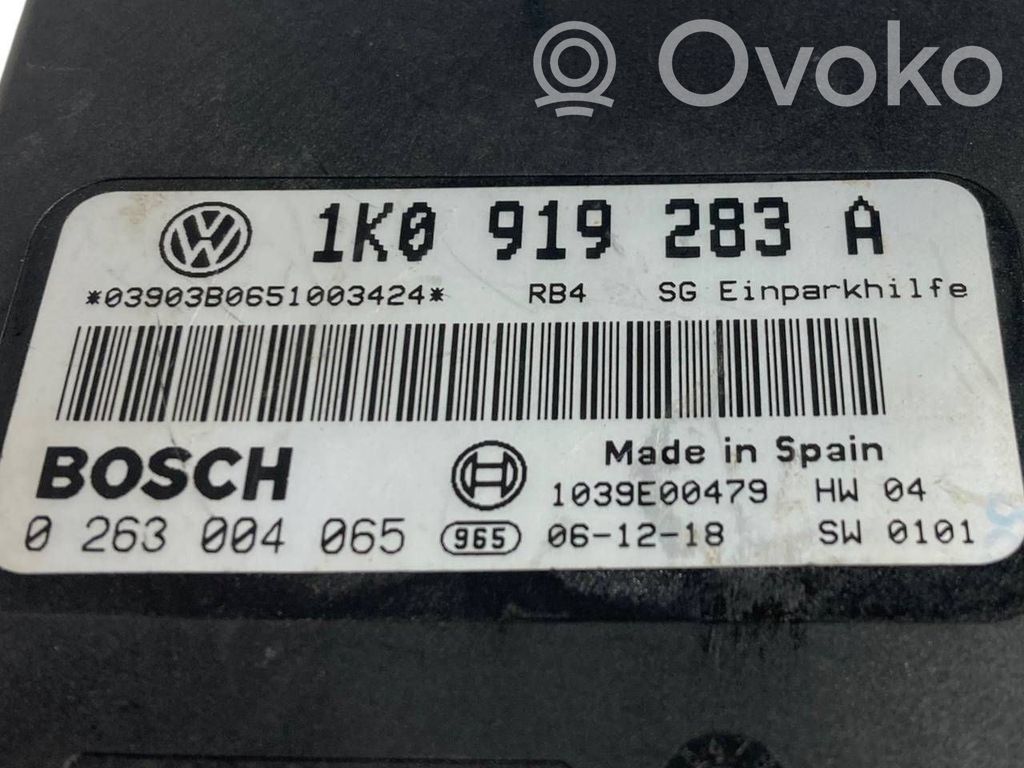 Ovoko
1K0 919 283 A
*03903B0651003424* RB4 SG Einparkhilfe
BOSCH
Made in Spain
1039E00479 HW 04
0 263 004 065 965 06-12-18 SW 0101